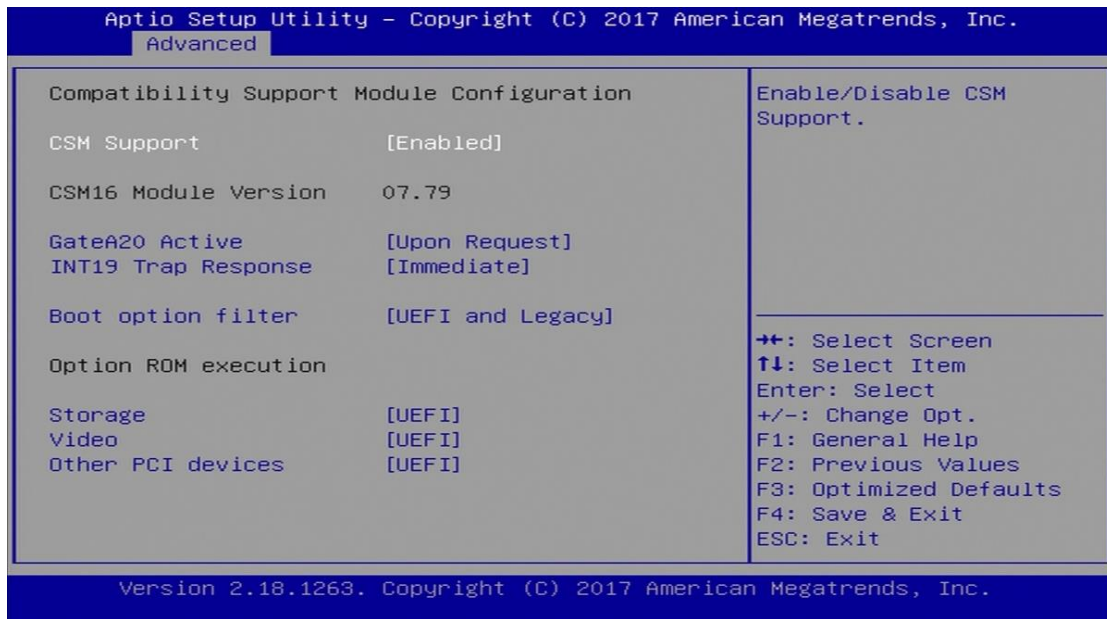 Aptio Setup Utility – Copyright (C) 2017 American Megatrends, Inc.
Advanced
Compatibility Support Module Configuration
CSM Support [Enabled]
CSM16 Module Version 07.79
GateA20 Active [Upon Request]
INT19 Trap Response [Immediate]
Boot option filter [UEFI and Legacy]
Option ROM execution
Storage [UEFI]
Video [UEFI]
Other PCI devices [UEFI]
Enable/Disable CSM
Support.
→←: Select Screen
↑↓: Select Item
Enter: Select
+/-: Change Opt.
F1: General Help
F2: Previous Values
F3: Optimized Defaults
F4: Save & Exit
ESC: Exit
Version 2.18.1263. Copyright (C) 2017 American Megatrends, Inc.